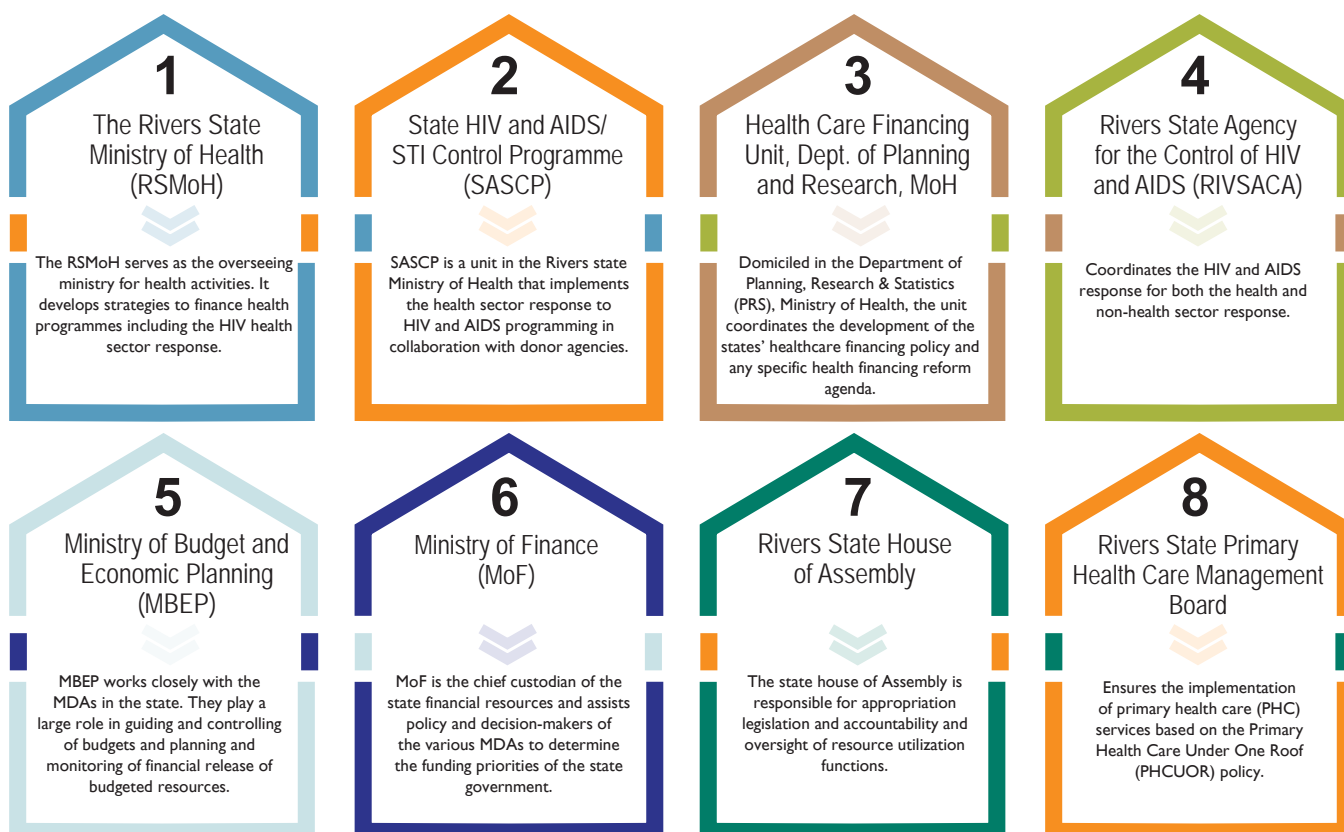 1
The Rivers State
Ministry of Health
(RSMoH)
The RSMoH serves as the overseeing
ministry for health activities. It
develops strategies to finance health
programmes including the HIV health
sector response.
2
State HIV and AIDS/
STI Control Programme
(SASCP)
SASCP is a unit in the Rivers state
Ministry of Health that implements
the health sector response to
HIV and AIDS programming in
collaboration with donor agencies.
3
Health Care Financing
Unit, Dept. of Planning
and Research, MoH
Domiciled in the Department of
Planning, Research & Statistics
(PRS), Ministry of Health, the unit
coordinates the development of the
states' healthcare financing policy and
any specific health financing reform
agenda.
4
Rivers State Agency
for the Control of HIV
and AIDS (RIVSACA)
Coordinates the HIV and AIDS
response for both the health and
non-health sector response.
5
Ministry of Budget and
Economic Planning
(MBEP)
MBEP works closely with the
MDAs in the state. They play a
large role in guiding and controlling
of budgets and planning and
monitoring of financial release of
budgeted resources.
6
Ministry of Finance
(MoF)
MoF is the chief custodian of the
state financial resources and assists
policy and decision-makers of
the various MDAs to determine
the funding priorities of the state
government.
7
Rivers State House
of Assembly
The state house of Assembly is
responsible for appropriation
legislation and accountability and
oversight of resource utilization
functions.
8
Rivers State Primary
Health Care Management
Board
Ensures the implementation
of primary health care (PHC)
services based on the Primary
Health Care Under One Roof
(PHCUOR) policy.